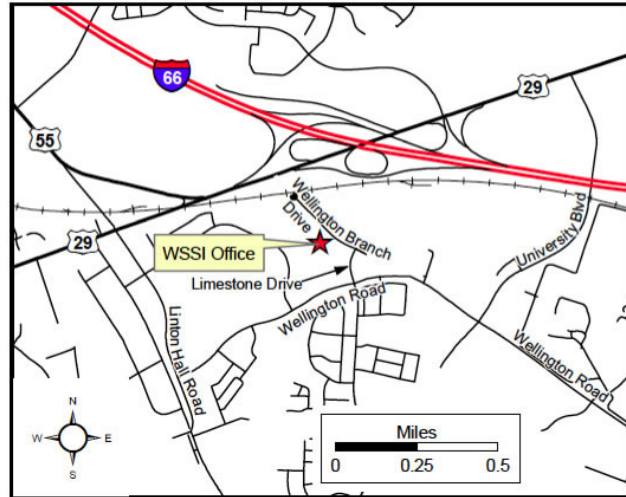 66
29
55
29
Wellington Branch
Drive
WSSI Office
Limestone Drive
University Blvd
Wellington Road
Wellington Road
Linton Hall Road
N
W E
S
Miles
0 0.25 0.5